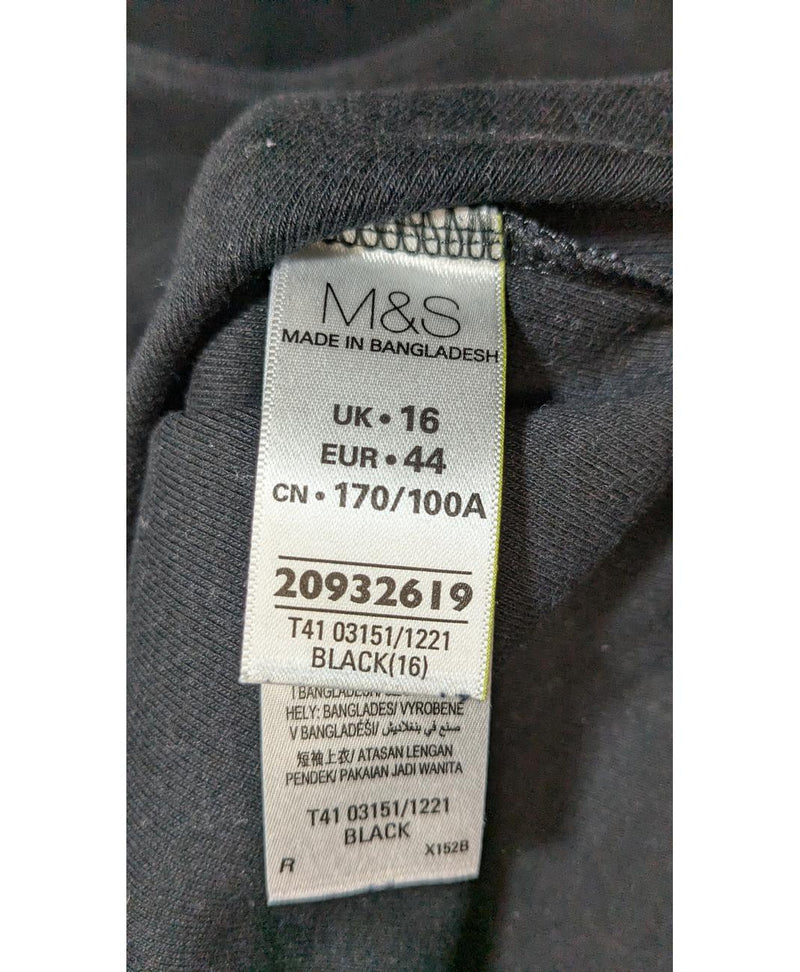 M&S
MADE IN BANGLADESH
UK • 16
EUR • 44
CN • 170/100A
20932619
T41 03151/1221
BLACK(16)
HELY: BANGLADES/ VYROBENÉ
V BANGLADÉŠI/ صنع في بنغلاديش
短袖上衣/ ATASAN LENGAN
PENDEK/ PAKAIAN JADI WANITA
T41 03151/1221
BLACK
R X152B